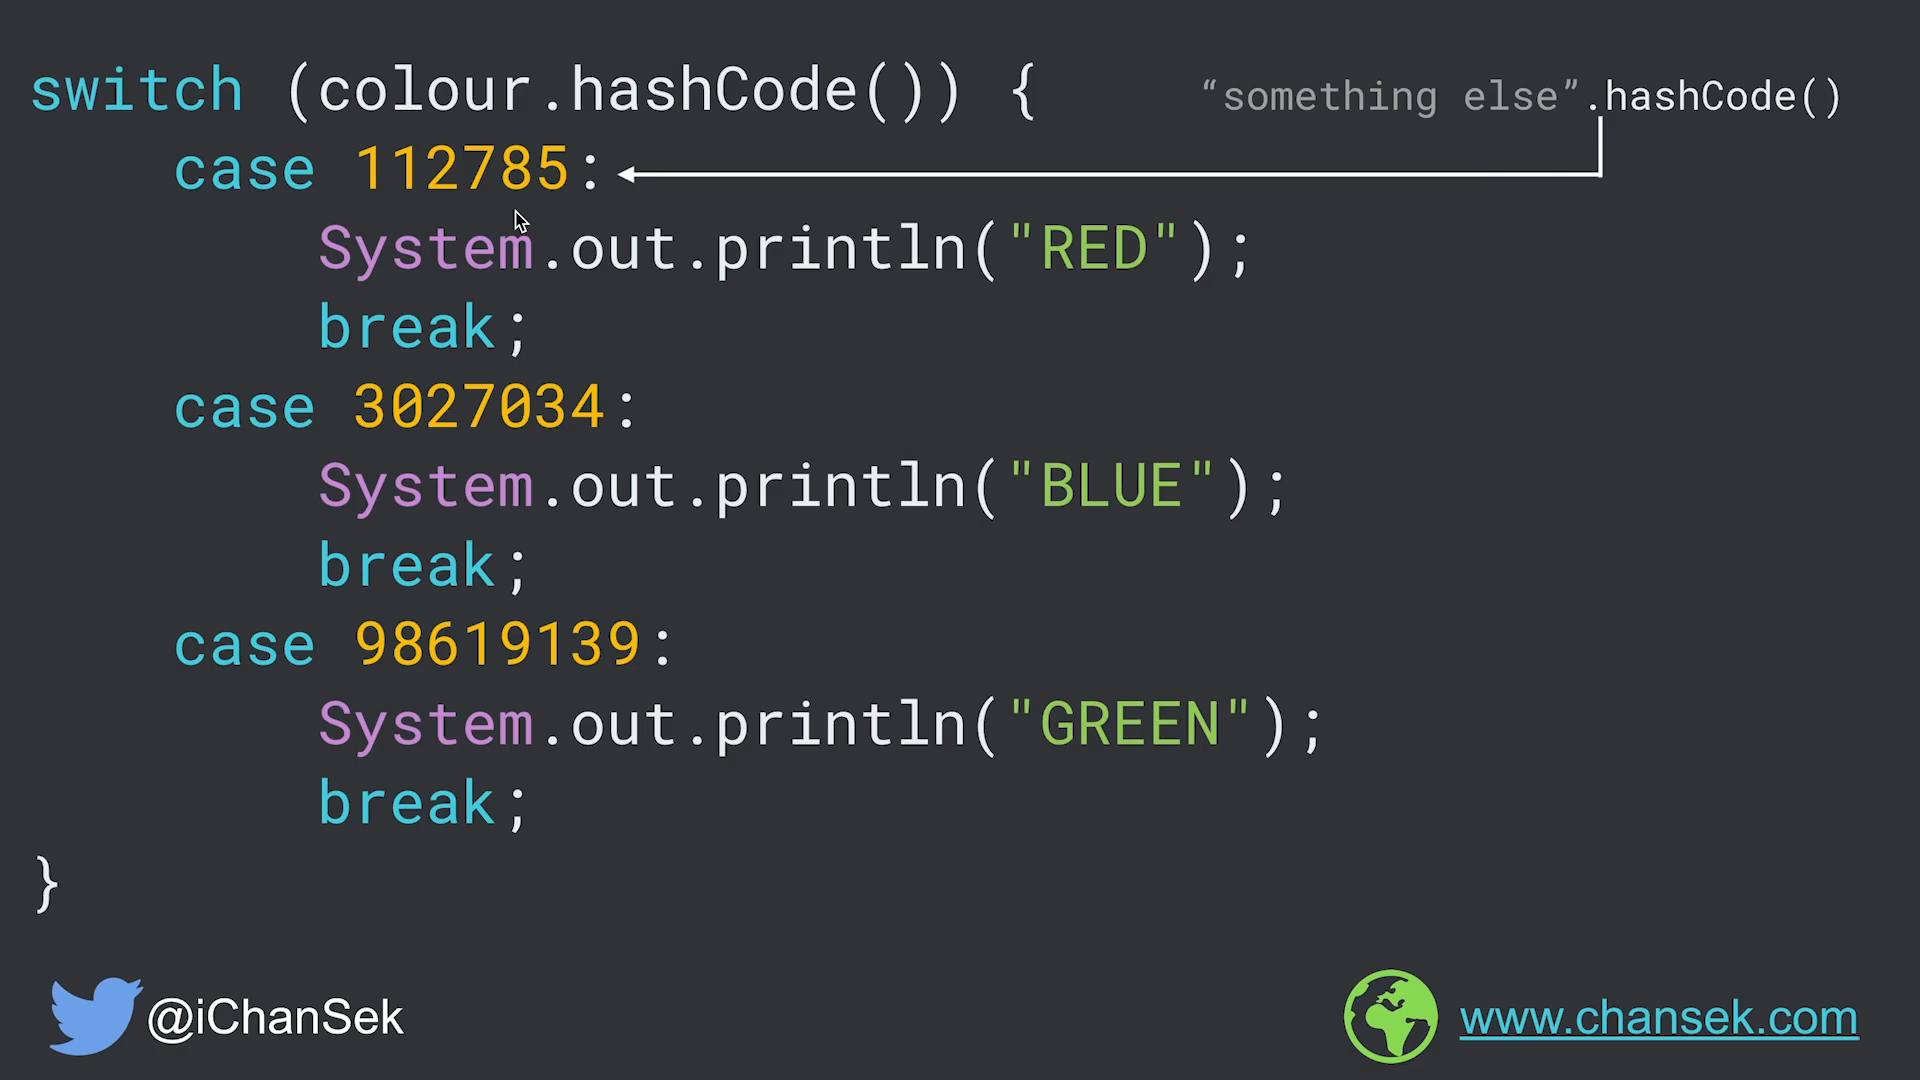 switch (colour.hashCode()) {
“something else”.hashCode()
case 112785:
System.out.println("RED");
break;
case 3027034:
System.out.println("BLUE");
break;
case 98619139:
System.out.println("GREEN");
break;
}
@iChanSek
www.chansek.com